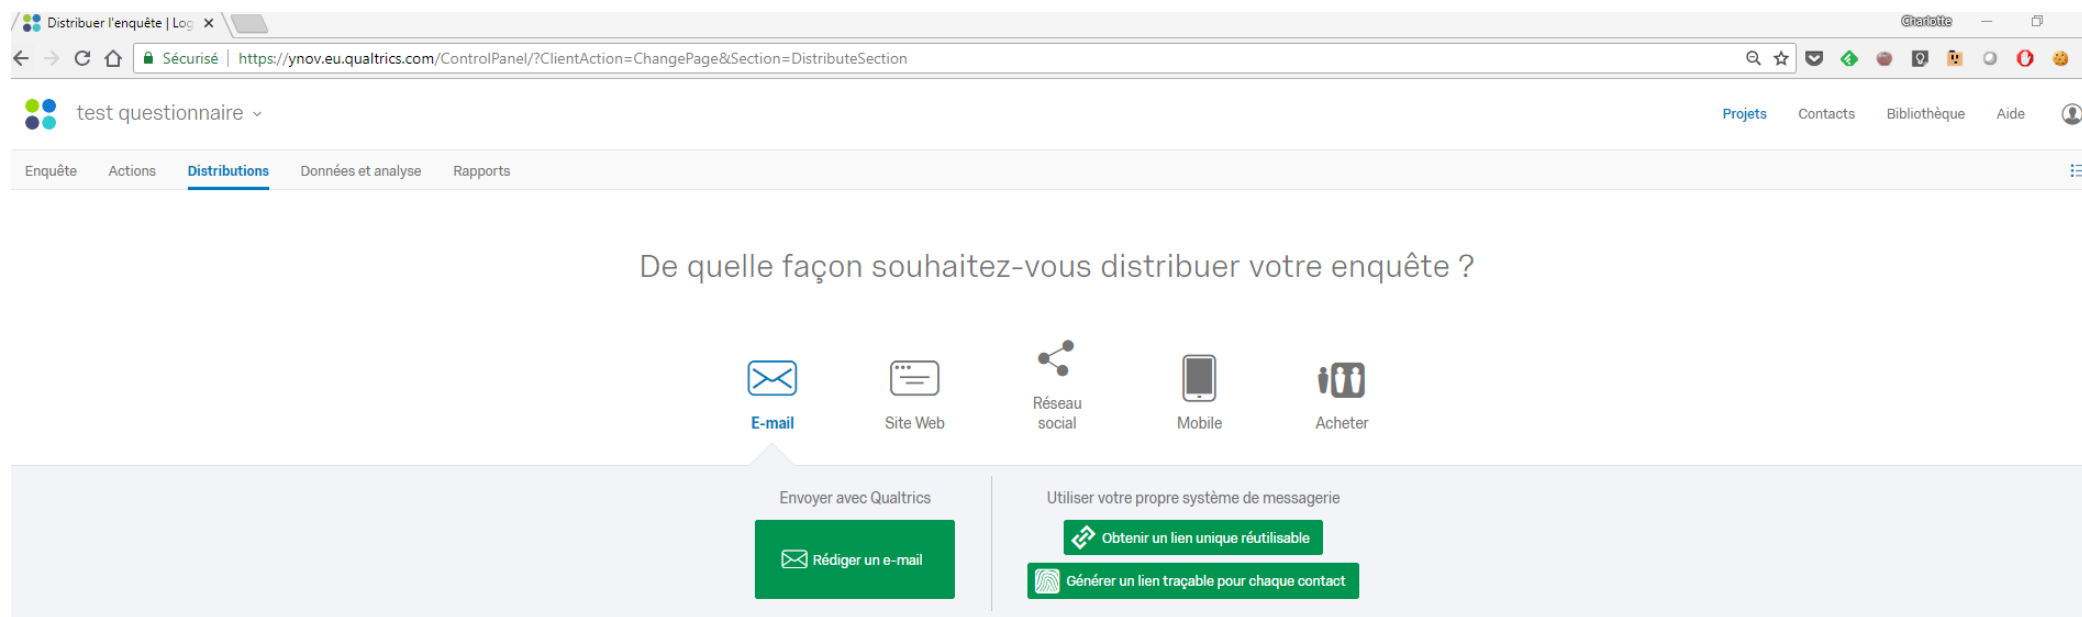 Distribuer l'enquête | Log
Charlotte
Sécurisé | https://ynov.eu.qualtrics.com/ControlPanel/?ClientAction=ChangePage&Section=DistributeSection
test questionnaire
Projets Contacts Bibliothèque Aide
Enquête Actions Distributions Données et analyse Rapports
De quelle façon souhaitez-vous distribuer votre enquête ?
E-mail
Site Web
Réseau
social
Mobile
Acheter
Envoyer avec Qualtrics
Rédiger un e-mail
Utiliser votre propre système de messagerie
Obtenir un lien unique réutilisable
Générer un lien traçable pour chaque contact